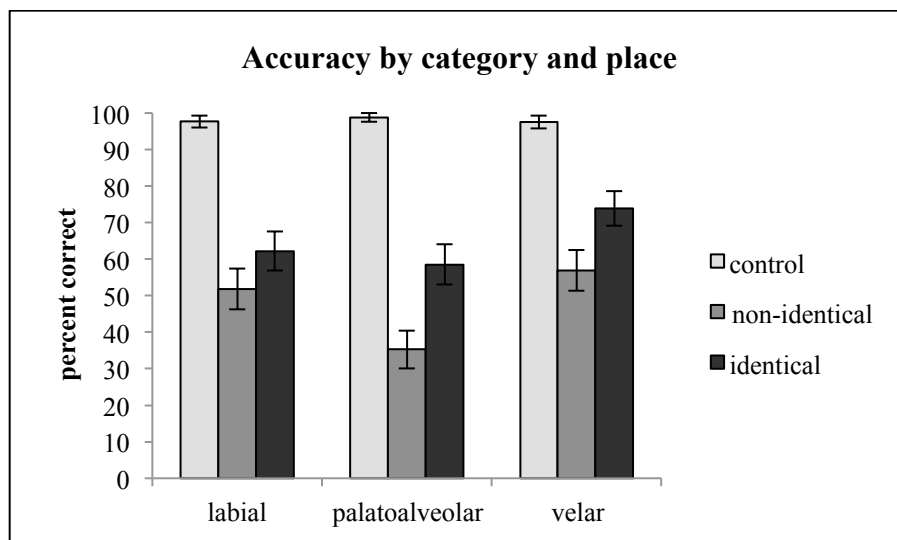 Accuracy by category and place
percent correct
100
90
80
70
60
50
40
30
20
10
0
labial
palatoalveolar
velar
control
non-identical
identical